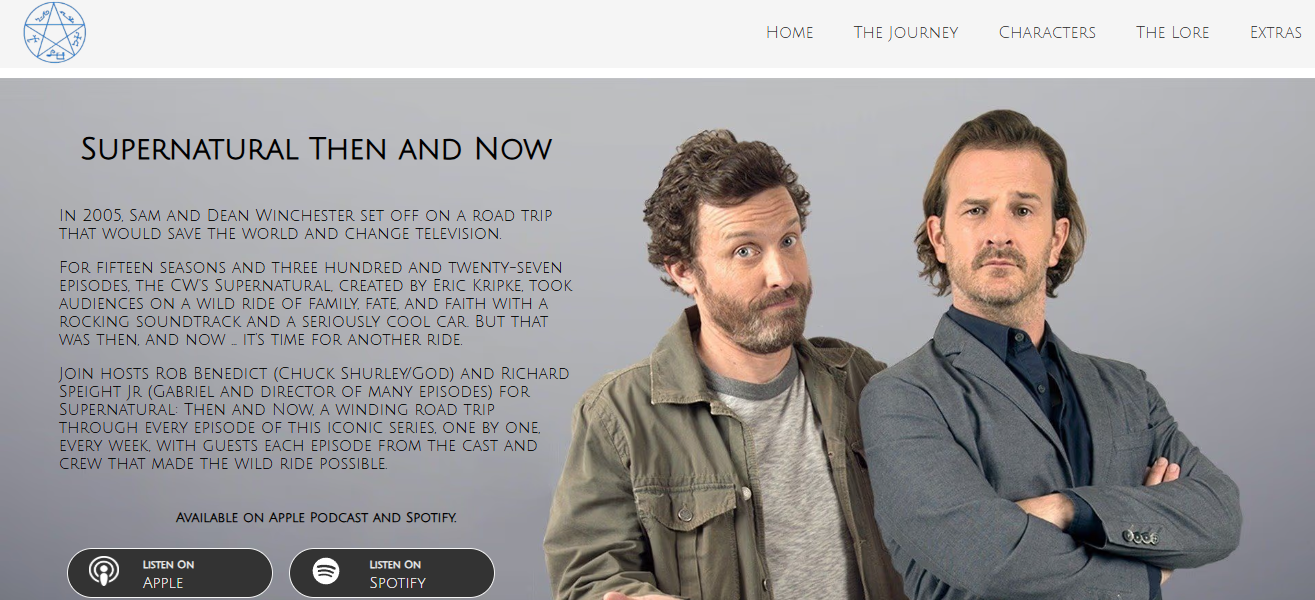 Home The Journey Characters The Lore Extras
Supernatural Then and Now
In 2005, Sam and Dean Winchester set off on a road trip
that would save the world and change television.
For fifteen seasons and three hundred and twenty-seven
episodes, the CW's Supernatural, created by Eric Kripke, took
audiences on a wild ride of family, fate, and faith with a
rocking soundtrack and a seriously cool car. But that
was then, and now ... it's time for another ride.
Join hosts Rob Benedict (Chuck Shurley/God) and Richard
Speight Jr (Gabriel and director of many episodes) for
Supernatural: Then and Now, a winding road trip
through every episode of this iconic series, one by one,
every week, with guests each episode from the cast and
crew that made the wild ride possible.
Available on Apple Podcast and Spotify.
Listen On
Apple
Listen On
Spotify